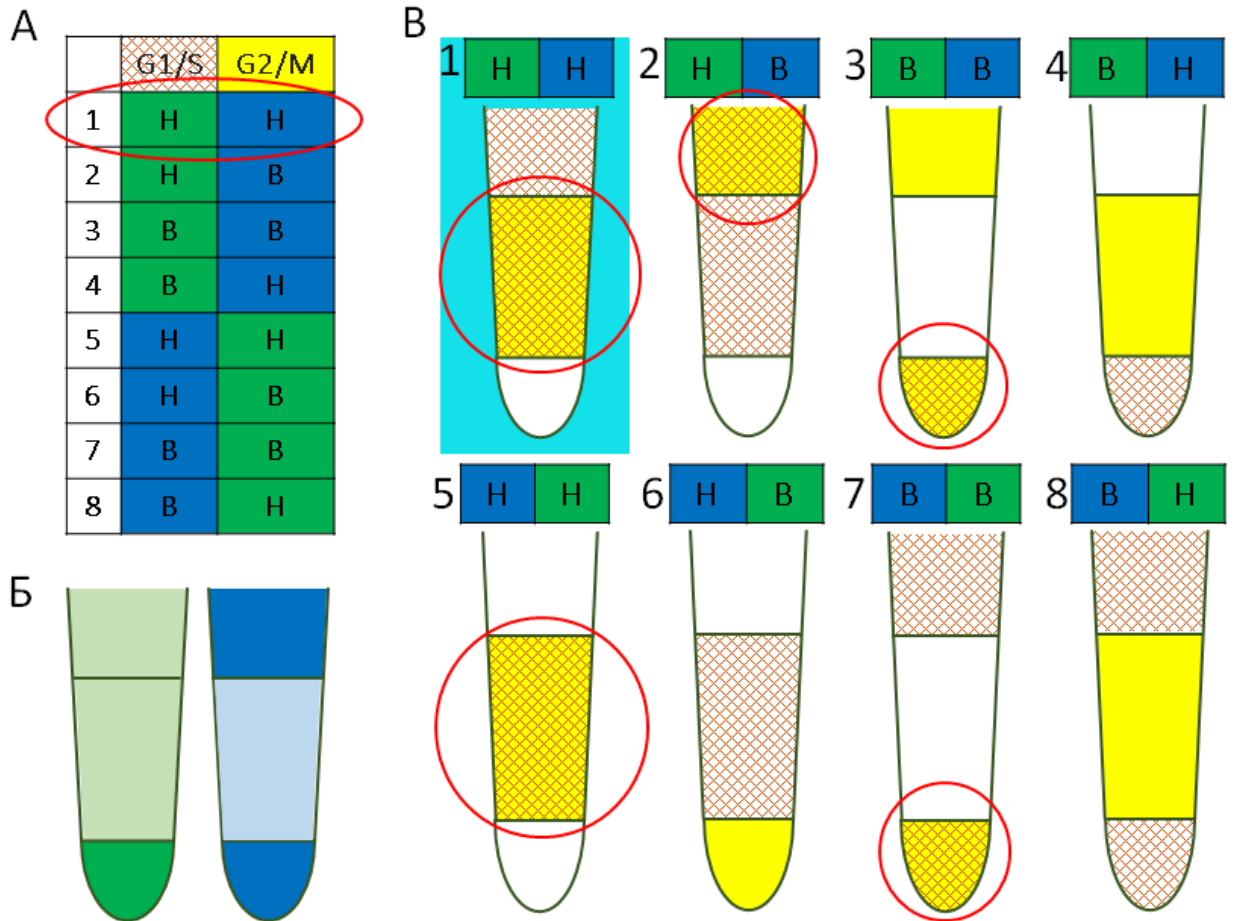 А
G1/S G2/M
1 Н Н
2 Н В
3 В В
4 В Н
5 Н Н
6 Н В
7 В В
8 В Н
Б
В
1 Н Н 2 Н В 3 В В 4 В Н
5 Н Н 6 Н В 7 В В 8 В Н